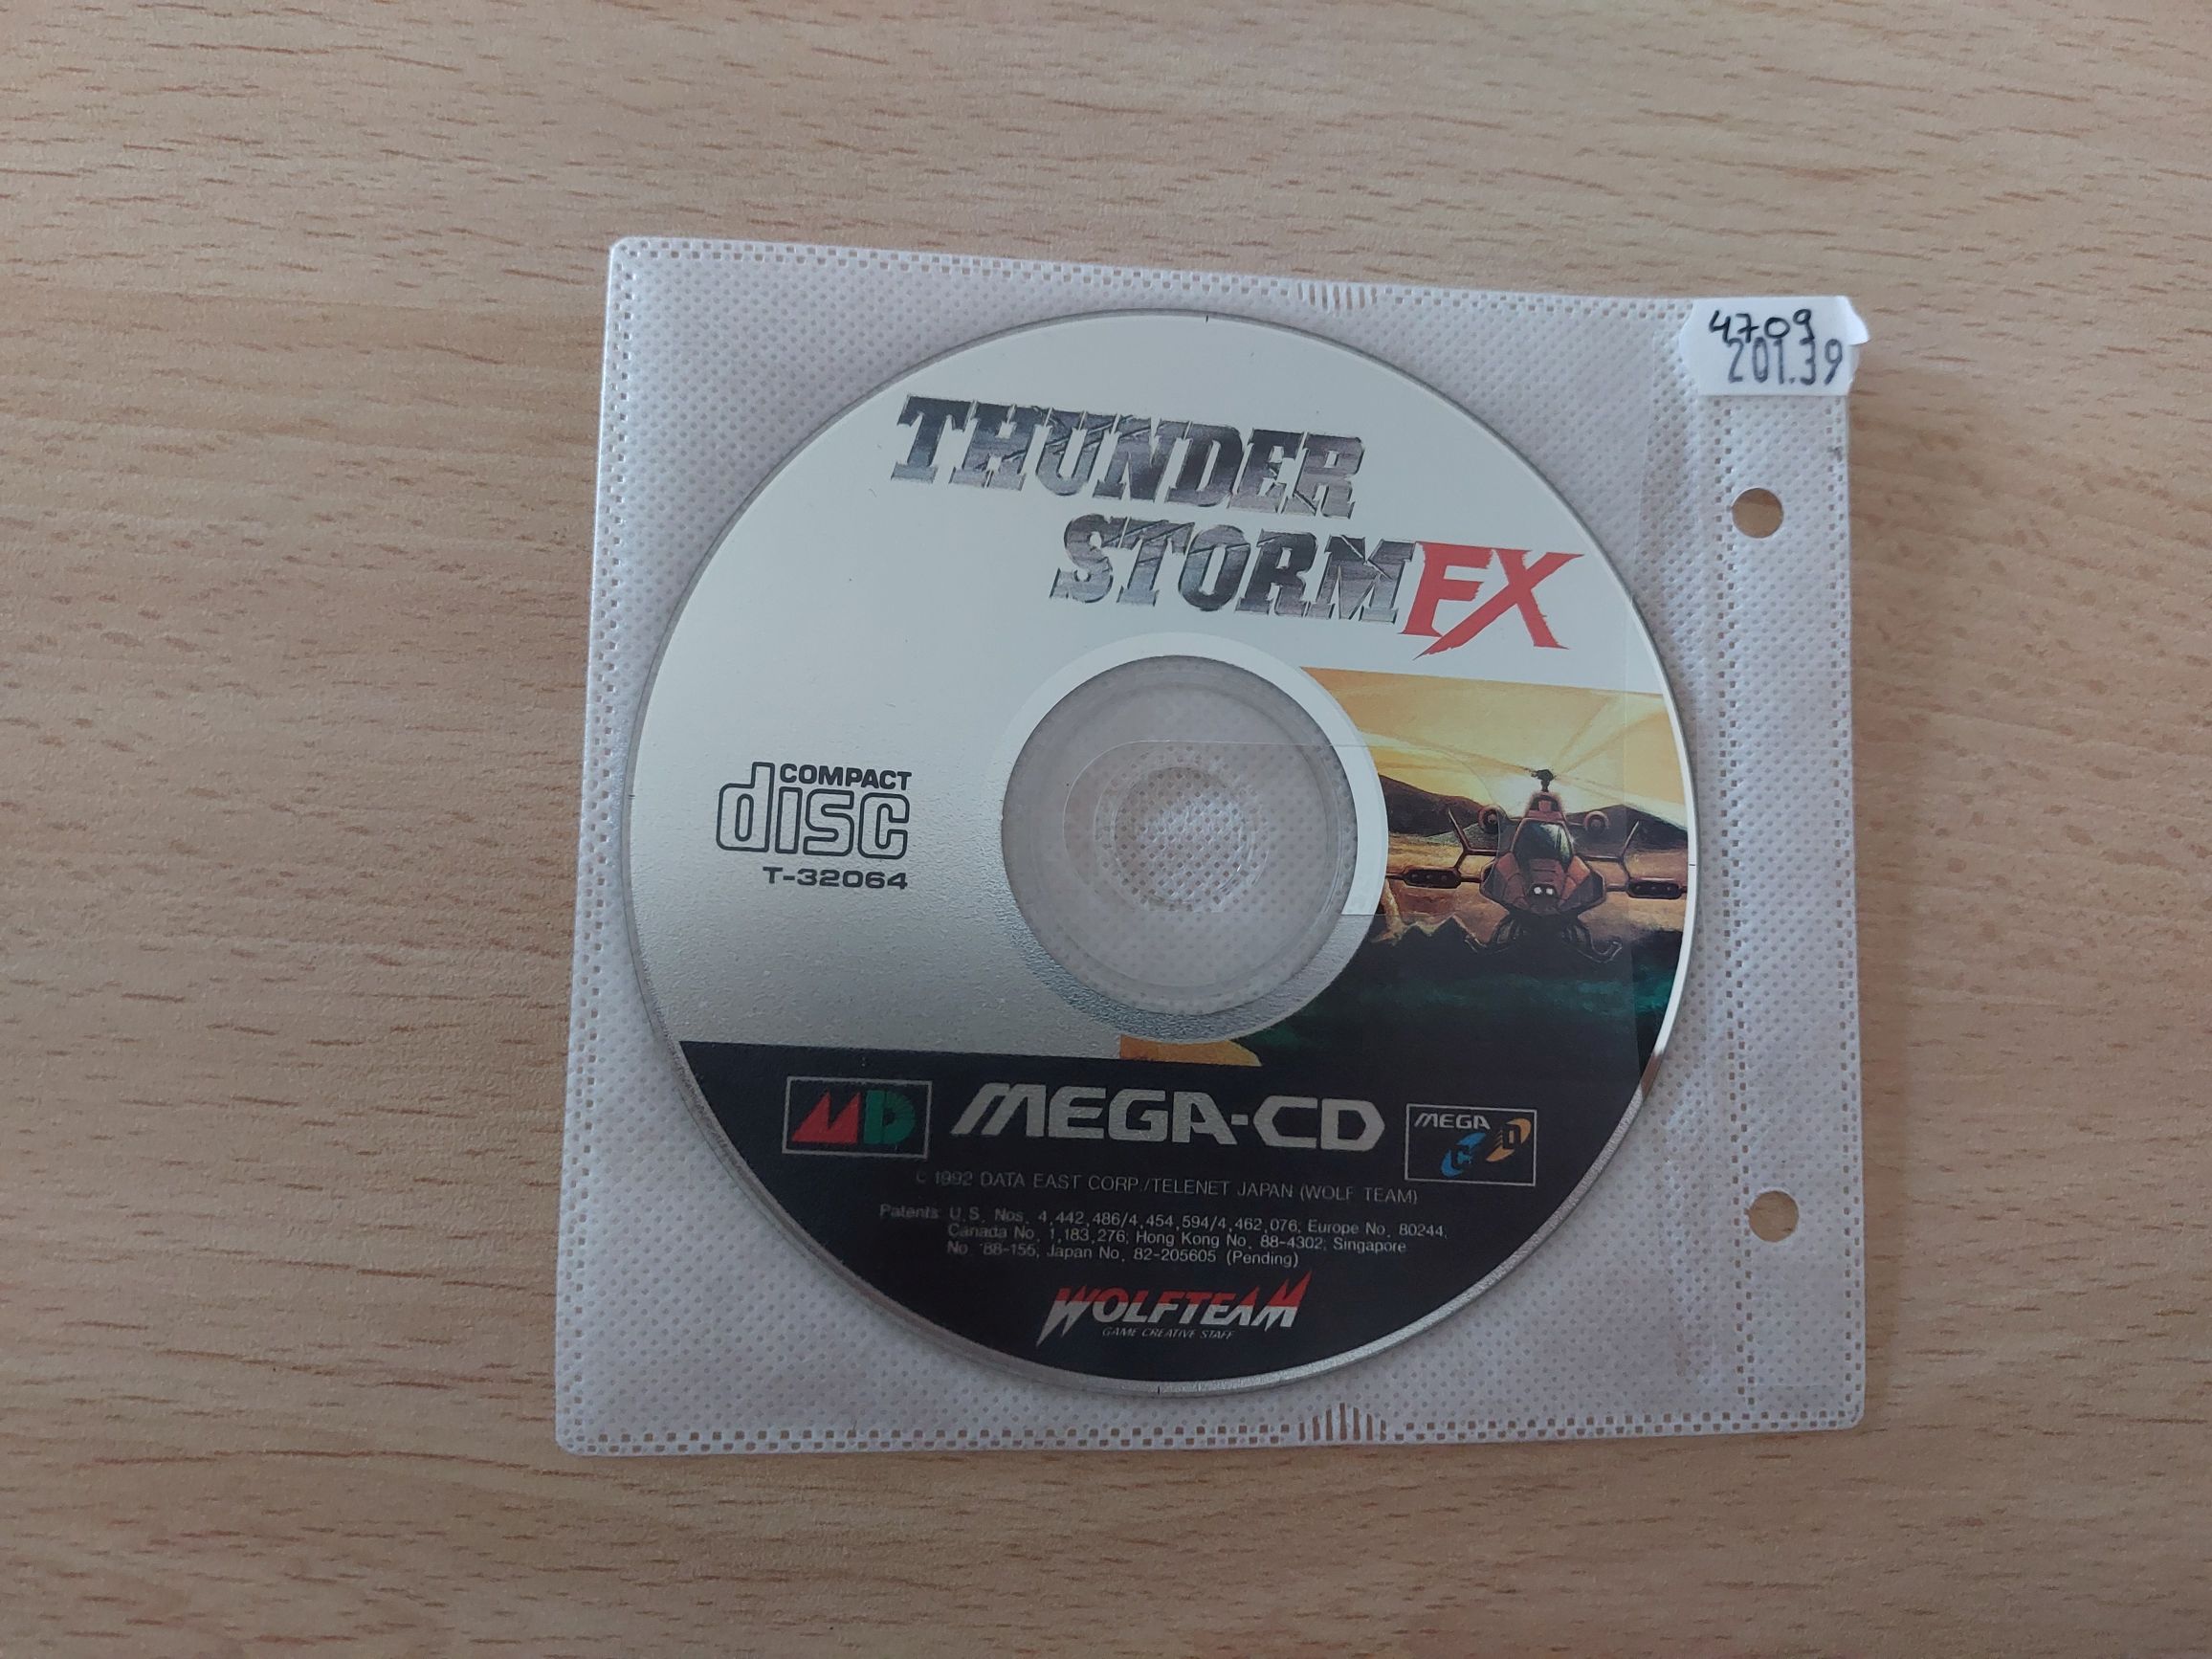 4709
201.39
THUNDER
STORM FX
COMPACT
disc
T-32064
MD MEGA-CD MEGA CD
C 1992 DATA EAST CORP./TELENET JAPAN (WOLF TEAM)
Patents: U.S. Nos. 4,442,486/4,454,594/4,462,076; Europe No. 80244;
Canada No. 1,183,276; Hong Kong No. 88-4302; Singapore
No. 88-155; Japan No. 82-205605 (Pending)
WOLFTEAM
GAME CREATIVE STAFF